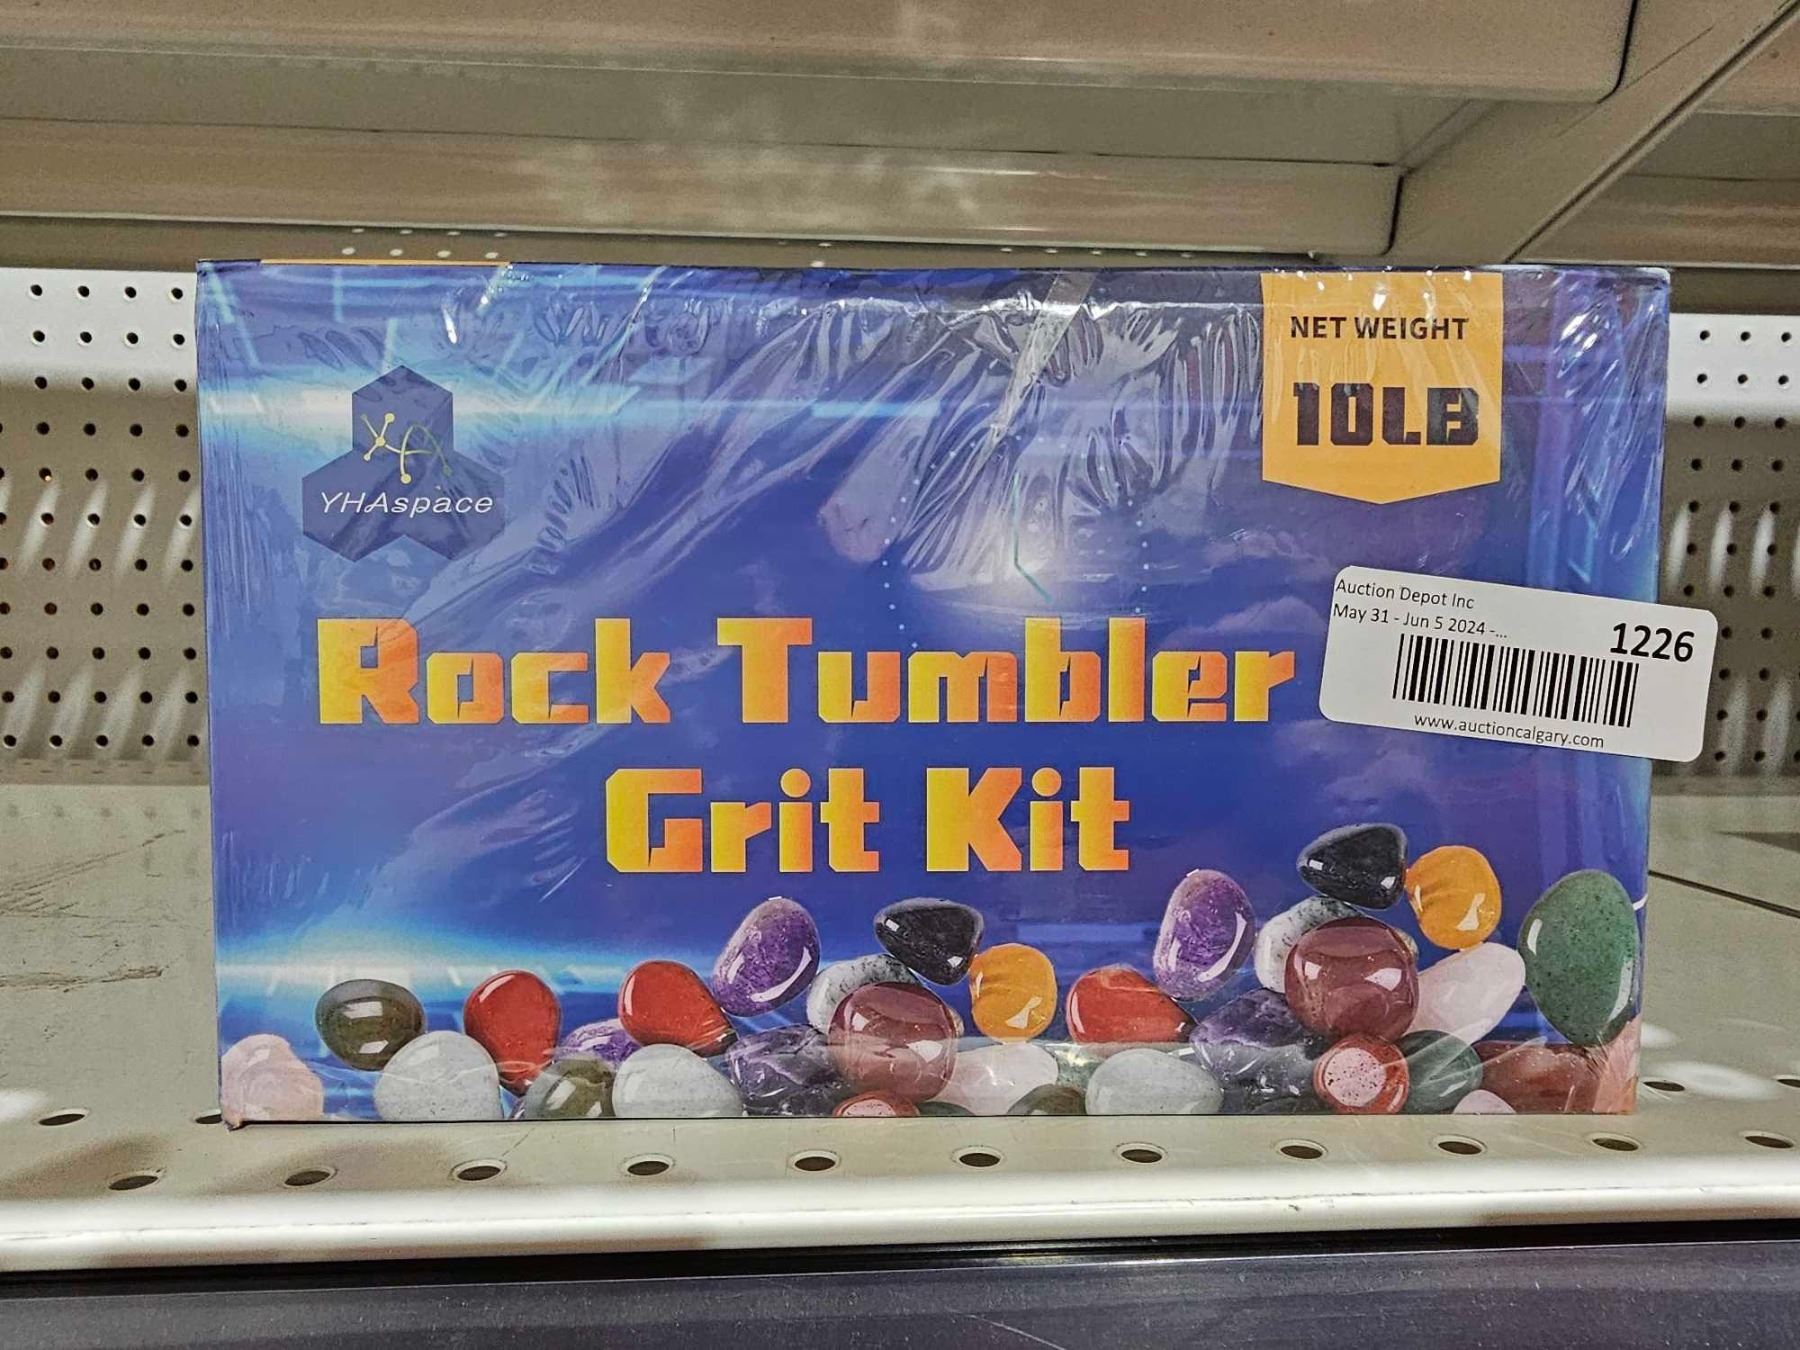 NET WEIGHT
10LB
YHAspace
Auction Depot Inc
May 31 - Jun 5 2024 -...
1226
www.auctioncalgary.com
Rock Tumbler
Grit Kit